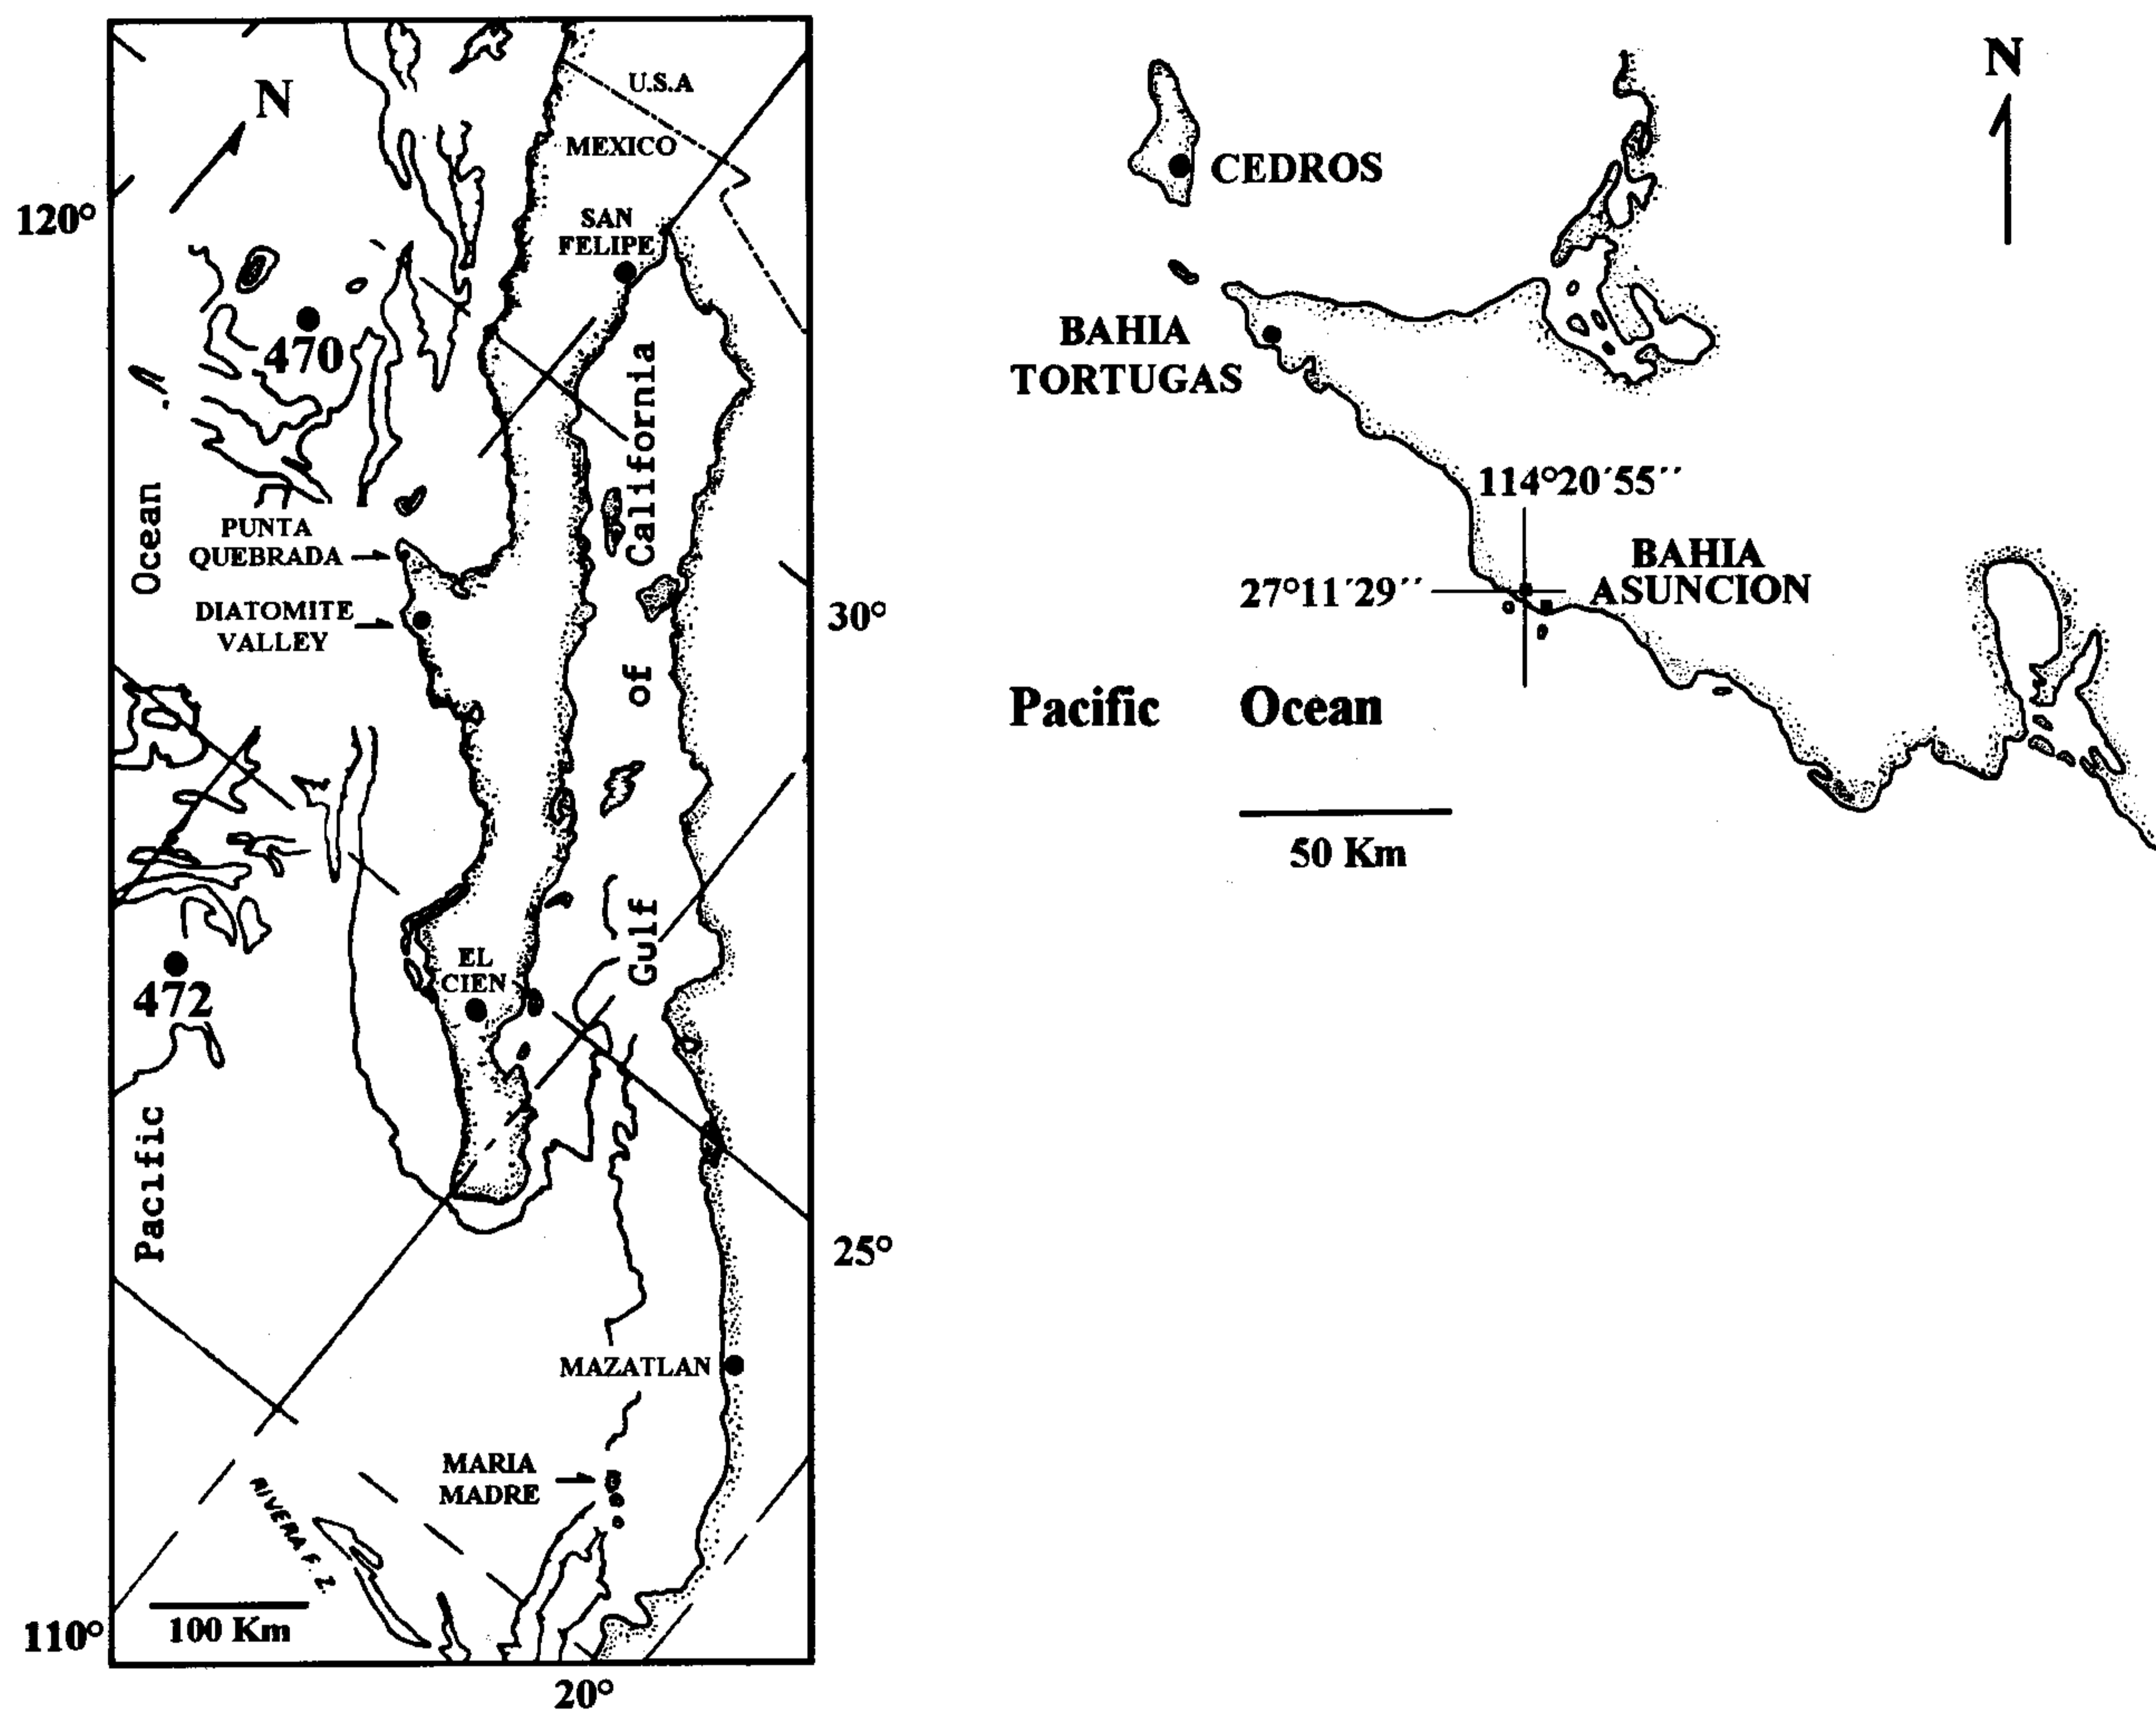 N
U.S.A
MEXICO
120°
SAN
FELIPE
470
California
Ocean
PUNTA
QUEBRADA
DIATOMITE
VALLEY
30°
of
Gulf
EL
CIEN
472
Pacific
25°
MAZATLAN
MARIA
MADRE
RIVERA F. Z.
100 Km
110°
20°
N
CEDROS
BAHIA
TORTUGAS
114°20´55´´
27°11´29´´
BAHIA
ASUNCION
Pacific Ocean
50 Km